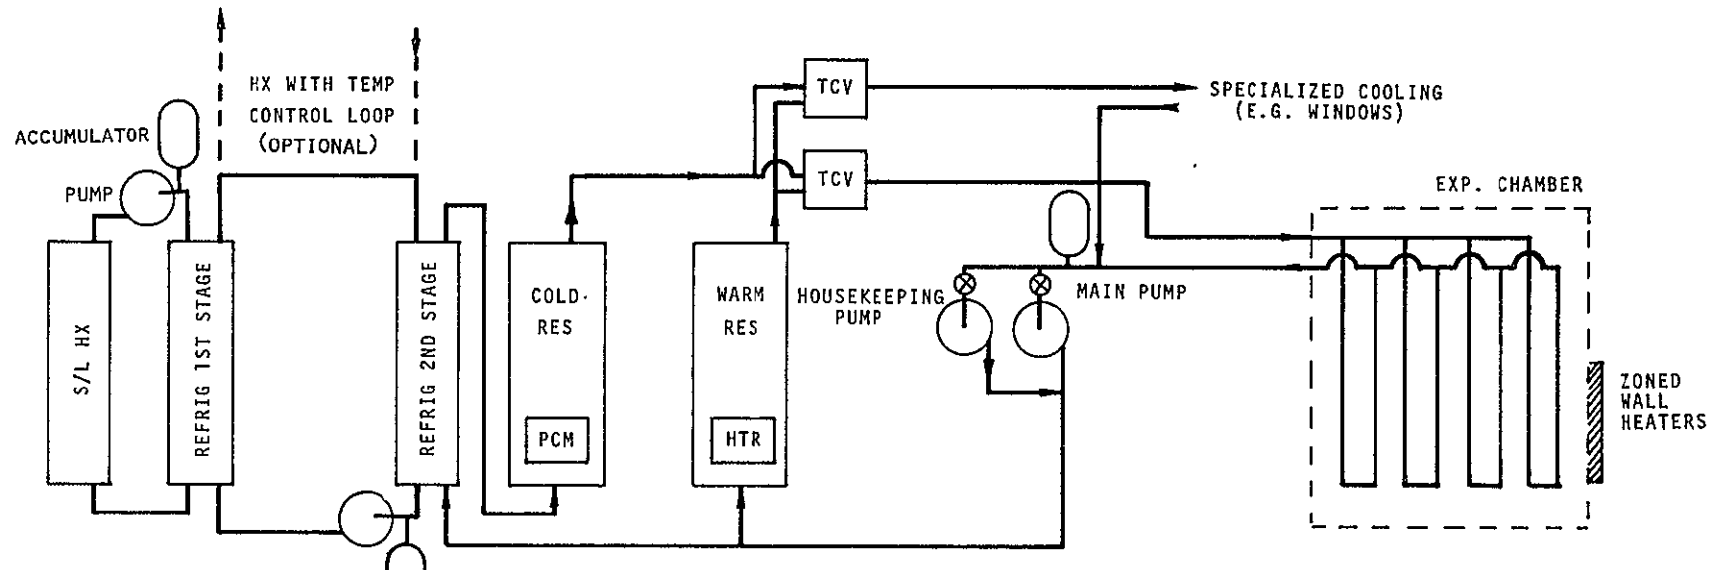 HX WITH TEMP
CONTROL LOOP
(OPTIONAL)
ACCUMULATOR
PUMP
S/L HX
REFRIG 1ST STAGE
REFRIG 2ND STAGE
COLD-
RES
PCM
WARM
RES
HTR
TCV
TCV
SPECIALIZED COOLING
(E.G. WINDOWS)
HOUSEKEEPING
PUMP
MAIN PUMP
EXP. CHAMBER
ZONED
WALL
HEATERS